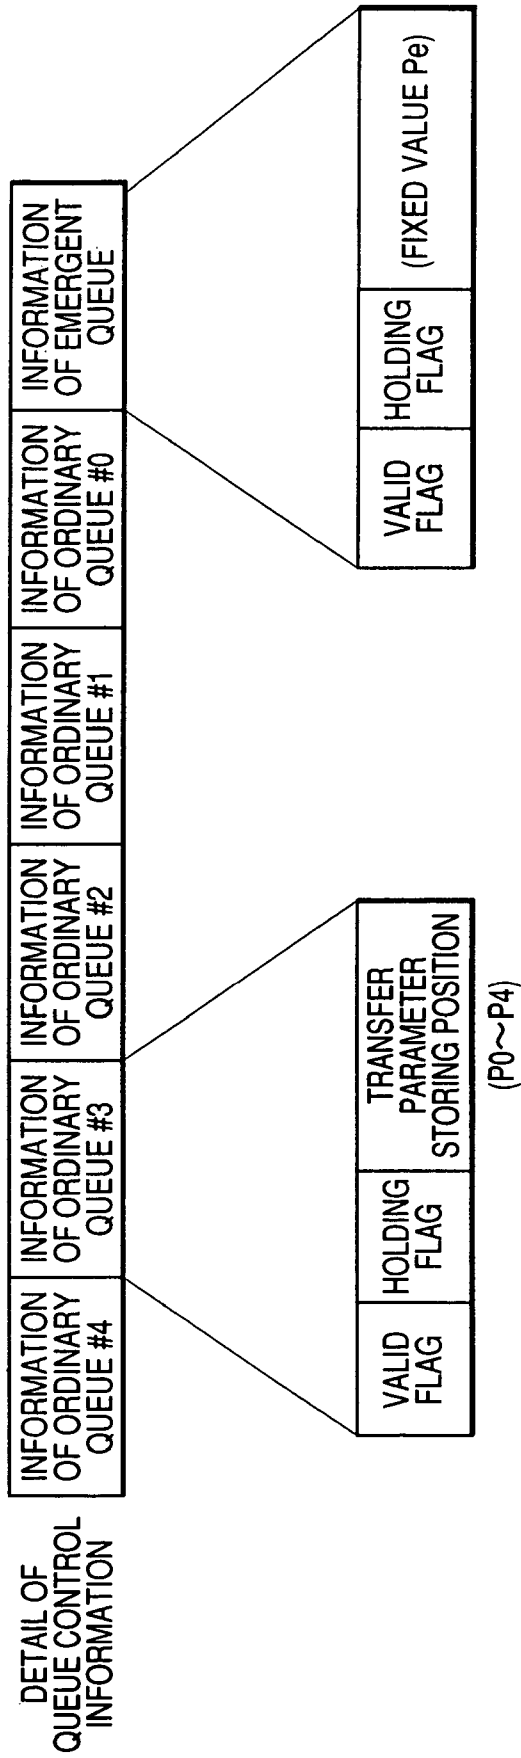 DETAIL OF
QUEUE CONTROL
INFORMATION
INFORMATION
OF ORDINARY
QUEUE #4
INFORMATION
OF ORDINARY
QUEUE #3
INFORMATION
OF ORDINARY
QUEUE #2
INFORMATION
OF ORDINARY
QUEUE #1
INFORMATION
OF ORDINARY
QUEUE #0
INFORMATION
OF EMERGENT
QUEUE
VALID
FLAG
HOLDING
FLAG
TRANSFER
PARAMETER
STORING POSITION
(P0~P4)
VALID
FLAG
HOLDING
FLAG
(FIXED VALUE Pe)